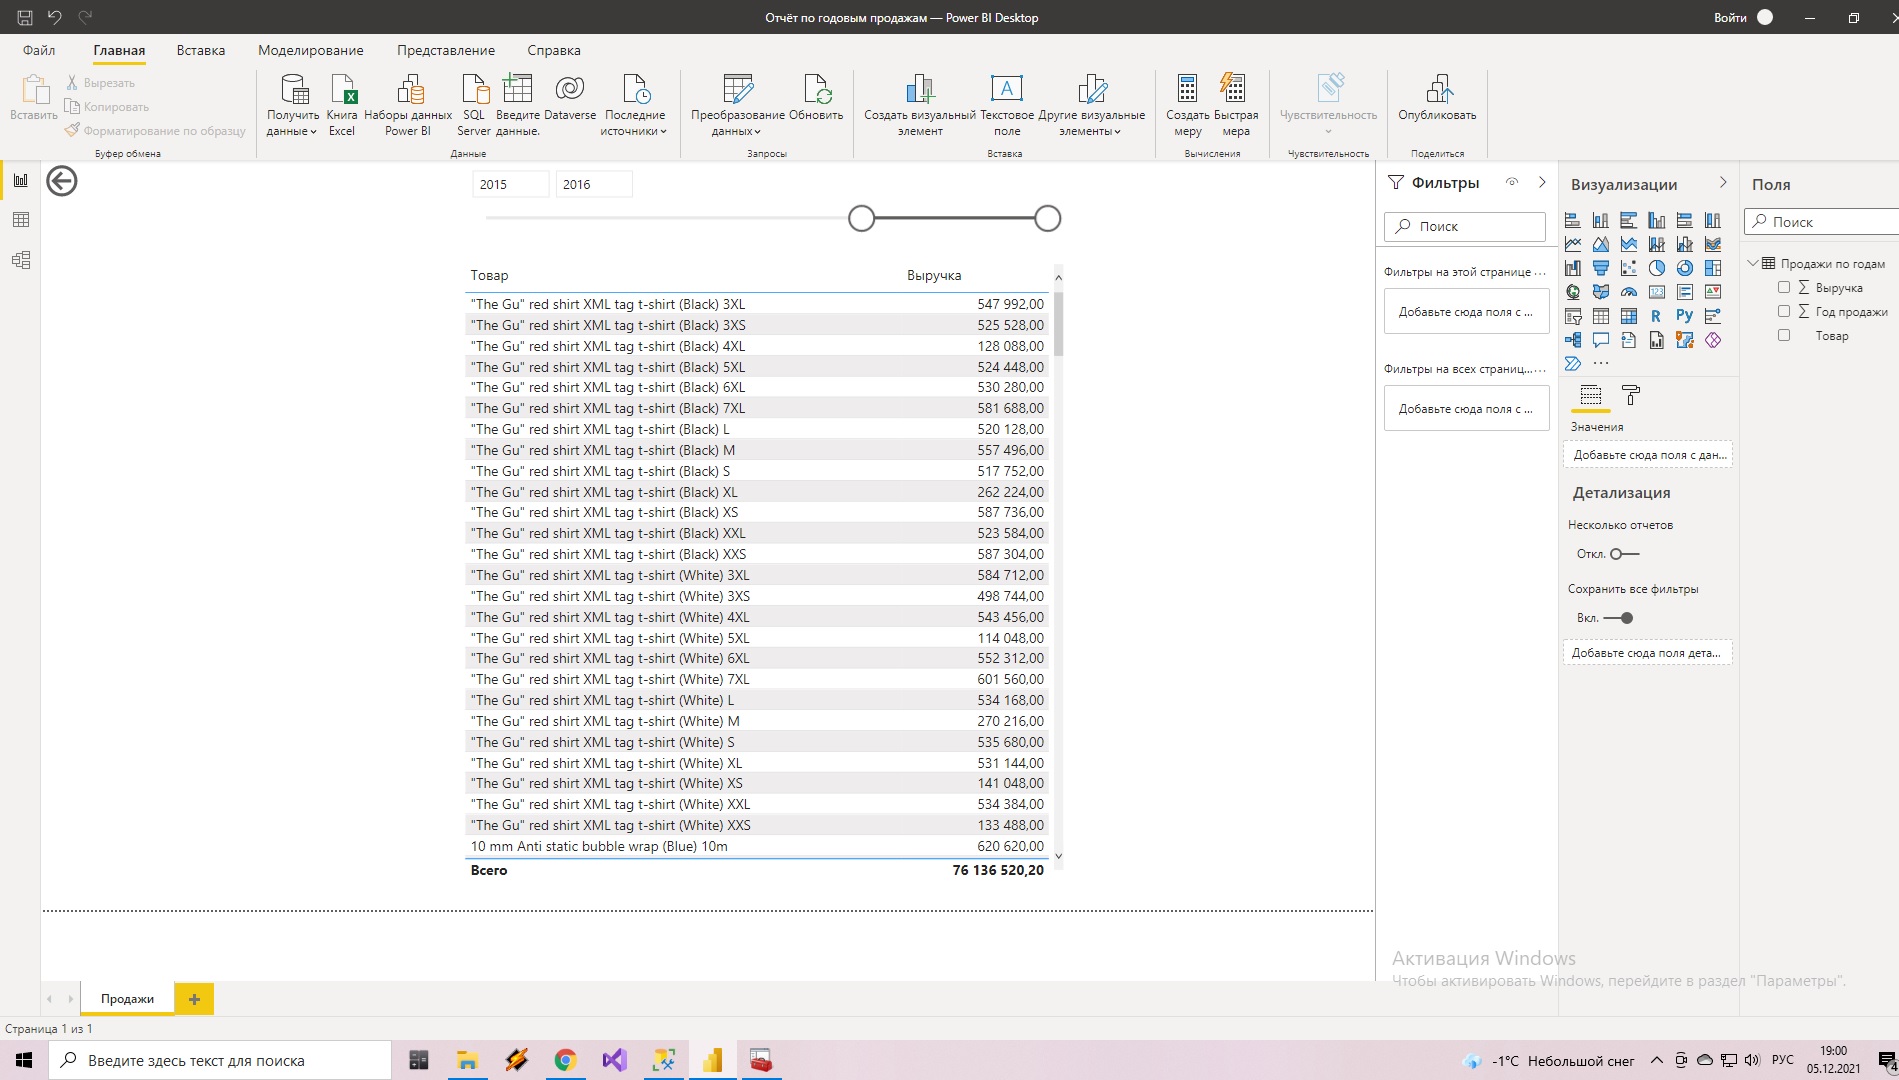 Отчёт по годовым продажам — Power BI Desktop
Войти
Файл Главная Вставка Моделирование Представление Справка
Вставить
Вырезать
Копировать
Форматирование по образцу
Буфер обмена
Получить данные
Книга Excel
Наборы данных Power BI
SQL Server
Введите данные.
Dataverse
Последние источники
Данные
Преобразование данных
Обновить
Запросы
Создать визуальный элемент
Текстовое поле
Другие визуальные элементы
Вставка
Создать меру
Быстрая мера
Вычисления
Чувствительность
Чувствительность
Опубликовать
Поделиться
2015 2016
Товар Выручка
"The Gu" red shirt XML tag t-shirt (Black) 3XL 547 992,00
"The Gu" red shirt XML tag t-shirt (Black) 3XS 525 528,00
"The Gu" red shirt XML tag t-shirt (Black) 4XL 128 088,00
"The Gu" red shirt XML tag t-shirt (Black) 5XL 524 448,00
"The Gu" red shirt XML tag t-shirt (Black) 6XL 530 280,00
"The Gu" red shirt XML tag t-shirt (Black) 7XL 581 688,00
"The Gu" red shirt XML tag t-shirt (Black) L 520 128,00
"The Gu" red shirt XML tag t-shirt (Black) M 557 496,00
"The Gu" red shirt XML tag t-shirt (Black) S 517 752,00
"The Gu" red shirt XML tag t-shirt (Black) XL 262 224,00
"The Gu" red shirt XML tag t-shirt (Black) XS 587 736,00
"The Gu" red shirt XML tag t-shirt (Black) XXL 523 584,00
"The Gu" red shirt XML tag t-shirt (Black) XXS 587 304,00
"The Gu" red shirt XML tag t-shirt (White) 3XL 584 712,00
"The Gu" red shirt XML tag t-shirt (White) 3XS 498 744,00
"The Gu" red shirt XML tag t-shirt (White) 4XL 543 456,00
"The Gu" red shirt XML tag t-shirt (White) 5XL 114 048,00
"The Gu" red shirt XML tag t-shirt (White) 6XL 552 312,00
"The Gu" red shirt XML tag t-shirt (White) 7XL 601 560,00
"The Gu" red shirt XML tag t-shirt (White) L 534 168,00
"The Gu" red shirt XML tag t-shirt (White) M 270 216,00
"The Gu" red shirt XML tag t-shirt (White) S 535 680,00
"The Gu" red shirt XML tag t-shirt (White) XL 531 144,00
"The Gu" red shirt XML tag t-shirt (White) XS 141 048,00
"The Gu" red shirt XML tag t-shirt (White) XXL 534 384,00
"The Gu" red shirt XML tag t-shirt (White) XXS 133 488,00
10 mm Anti static bubble wrap (Blue) 10m 620 620,00
Всего 76 136 520,20
Фильтры
Поиск
Фильтры на этой странице ...
Добавьте сюда поля с ...
Фильтры на всех страниц... ...
Добавьте сюда поля с ...
Визуализации
123
R
Py
...
Значения
Добавьте сюда поля с дан...
Детализация
Несколько отчетов
Откл.
Сохранить все фильтры
Вкл.
Добавьте сюда поля дета...
Поля
Поиск
Продажи по годам
Σ Выручка
Σ Год продажи
Товар
Активация Windows
Чтобы активировать Windows, перейдите в раздел "Параметры".
Продажи +
Страница 1 из 1
Введите здесь текст для поиска
-1°C Небольшой снег
РУС
19:00
05.12.2021
4